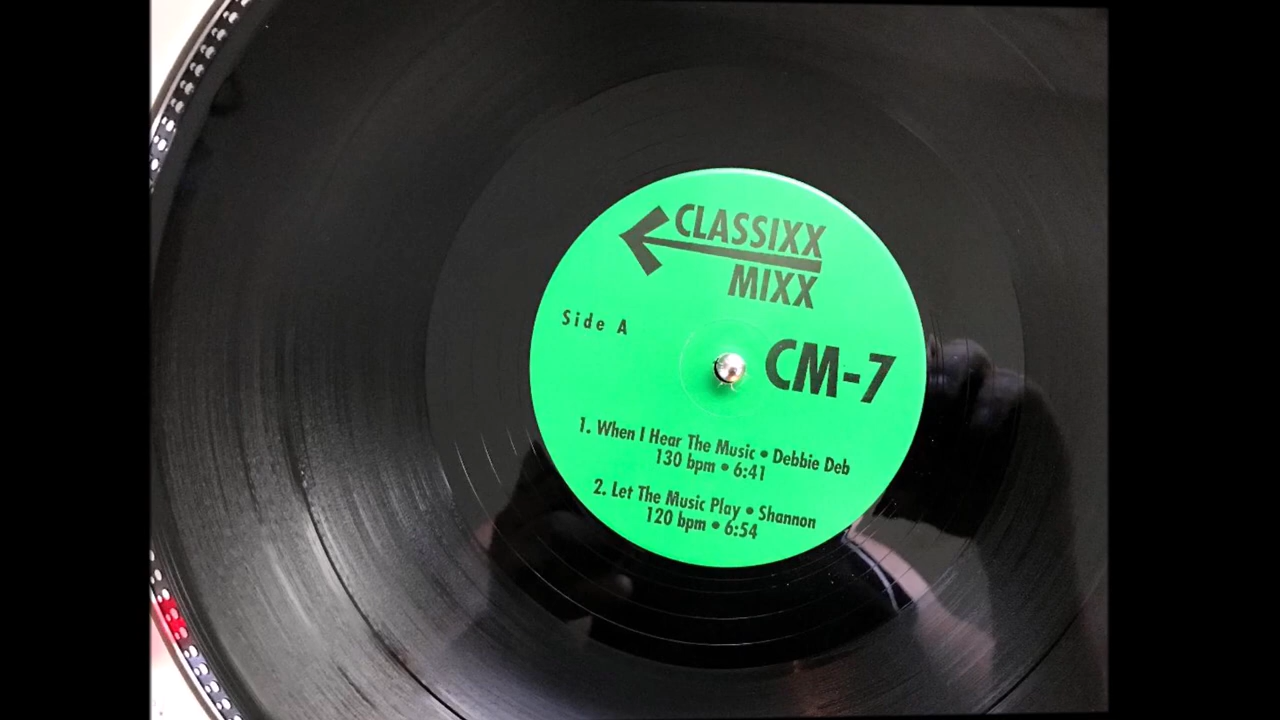 CLASSIXX
MIXX
Side A
CM-7
1. When I Hear The Music • Debbie Deb
130 bpm • 6:41
2. Let The Music Play • Shannon
120 bpm • 6:54